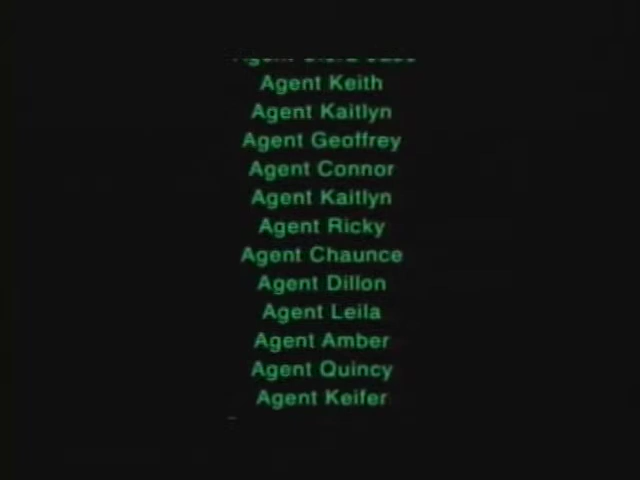 Agent
Agent Keith
Agent Kaitlyn
Agent Geoffrey
Agent Connor
Agent Kaitlyn
Agent Ricky
Agent Chaunce
Agent Dillon
Agent Leila
Agent Amber
Agent Quincy
Agent Keifer